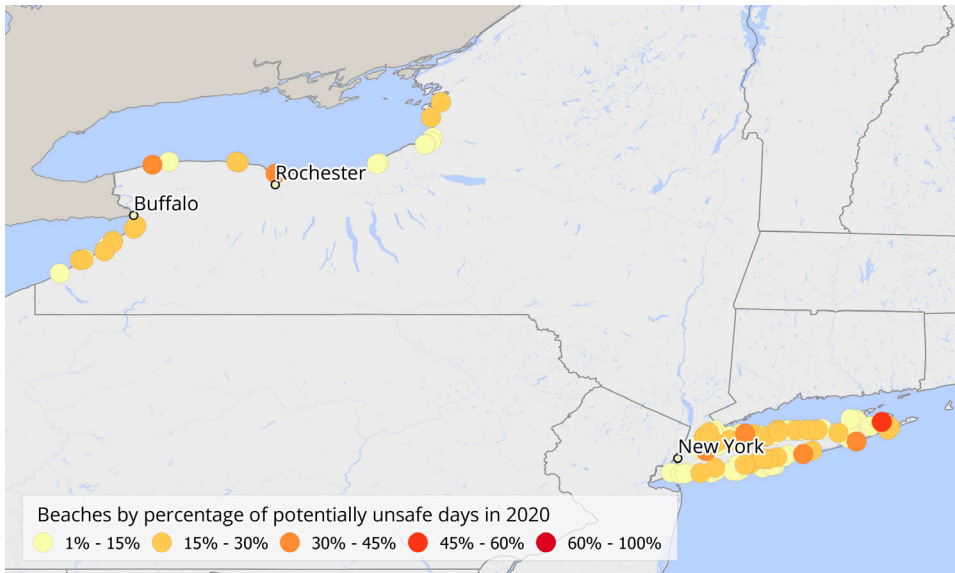 Rochester
Buffalo
New York
Beaches by percentage of potentially unsafe days in 2020
1% - 15% 15% - 30% 30% - 45% 45% - 60% 60% - 100%